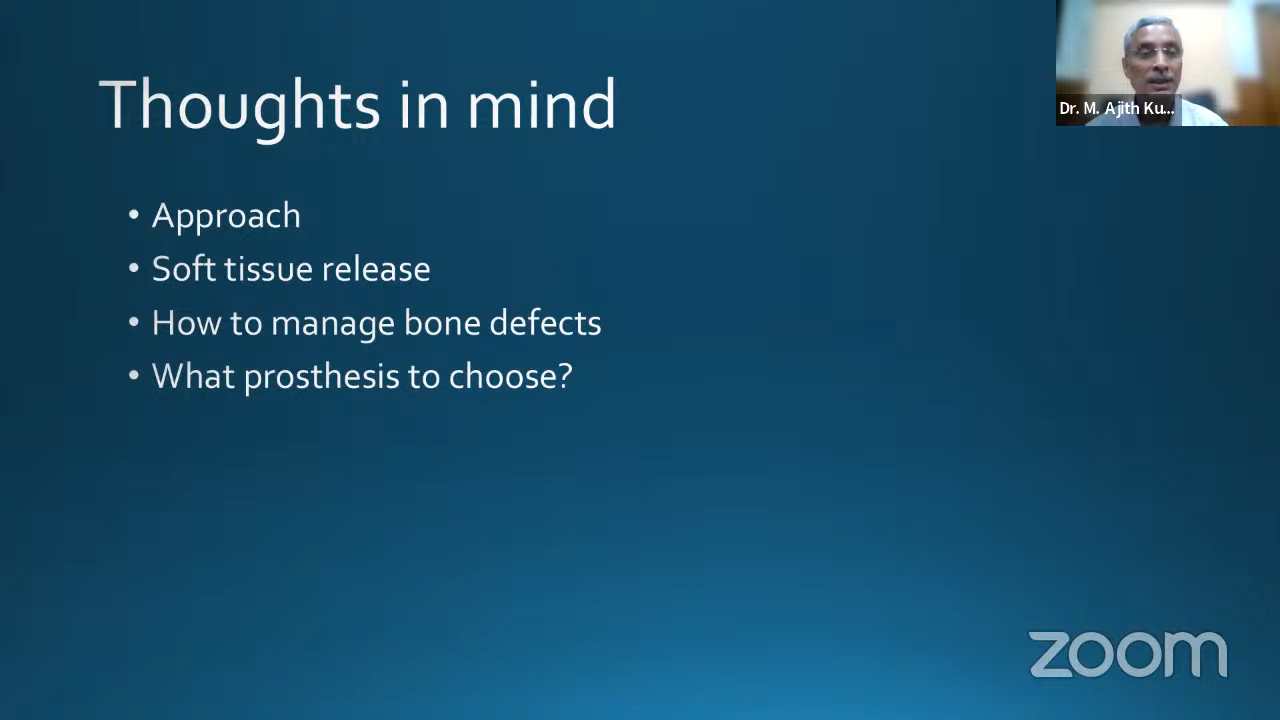 Thoughts in mind
• Approach
• Soft tissue release
• How to manage bone defects
• What prosthesis to choose?
Dr. M. Ajith Ku...
zoom